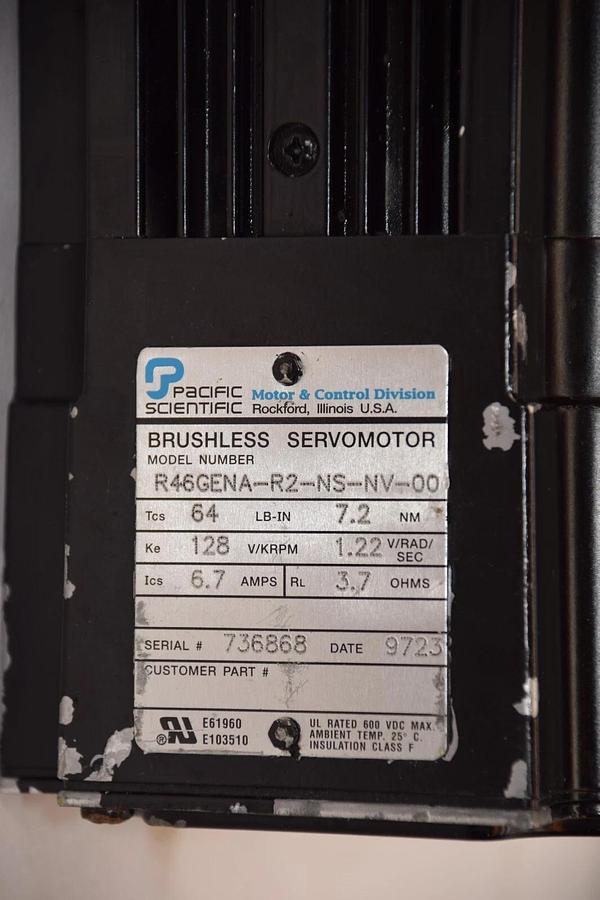 PACIFIC
SCIENTIFIC
Motor & Control Division
Rockford, Illinois U.S.A.
BRUSHLESS SERVOMOTOR
MODEL NUMBER
R46GENA-R2-NS-NV-00
Tcs 64 LB-IN 7.2 NM
Ke 128 V/KRPM 1.22 V/RAD/SEC
Ics 6.7 AMPS RL 3.7 OHMS
SERIAL # 736868 DATE 9723
CUSTOMER PART #
® RU E61960
E103510
UL RATED 600 VDC MAX.
AMBIENT TEMP. 25° C.
INSULATION CLASS F